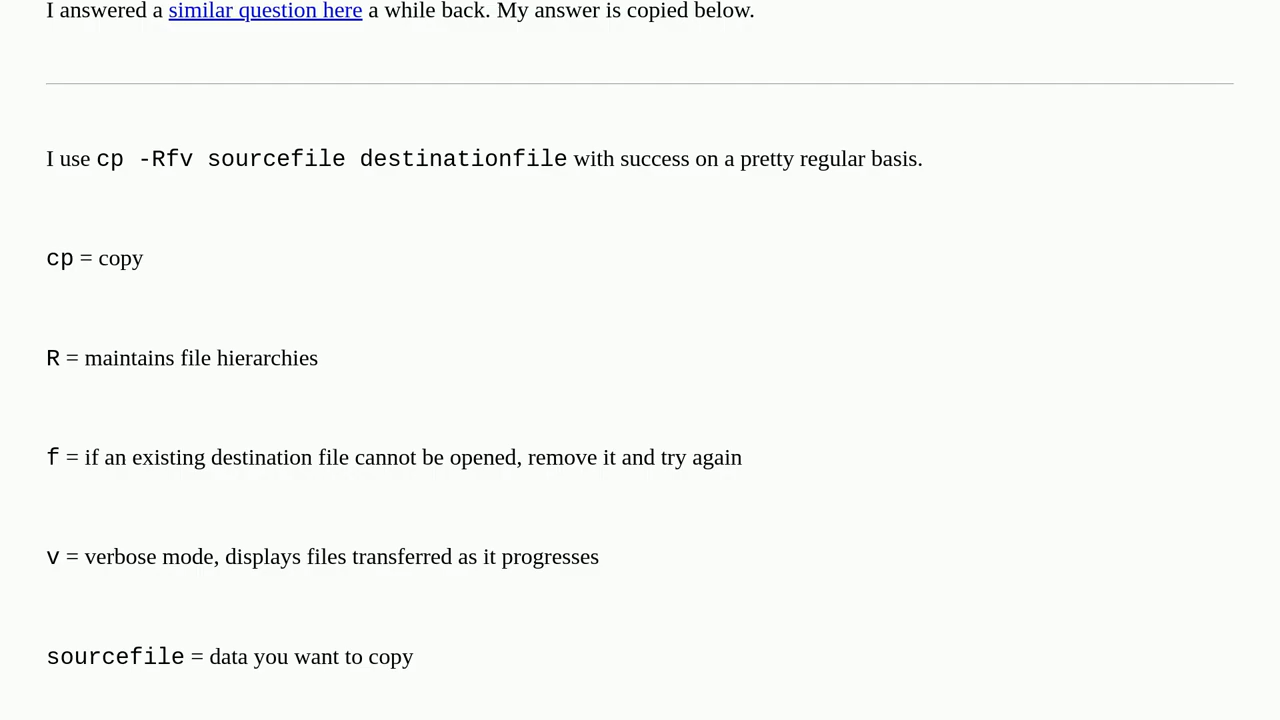 I answered a similar question here a while back. My answer is copied below.
I use cp -Rfv sourcefile destinationfile with success on a pretty regular basis.
cp = copy
R = maintains file hierarchies
f = if an existing destination file cannot be opened, remove it and try again
v = verbose mode, displays files transferred as it progresses
sourcefile = data you want to copy